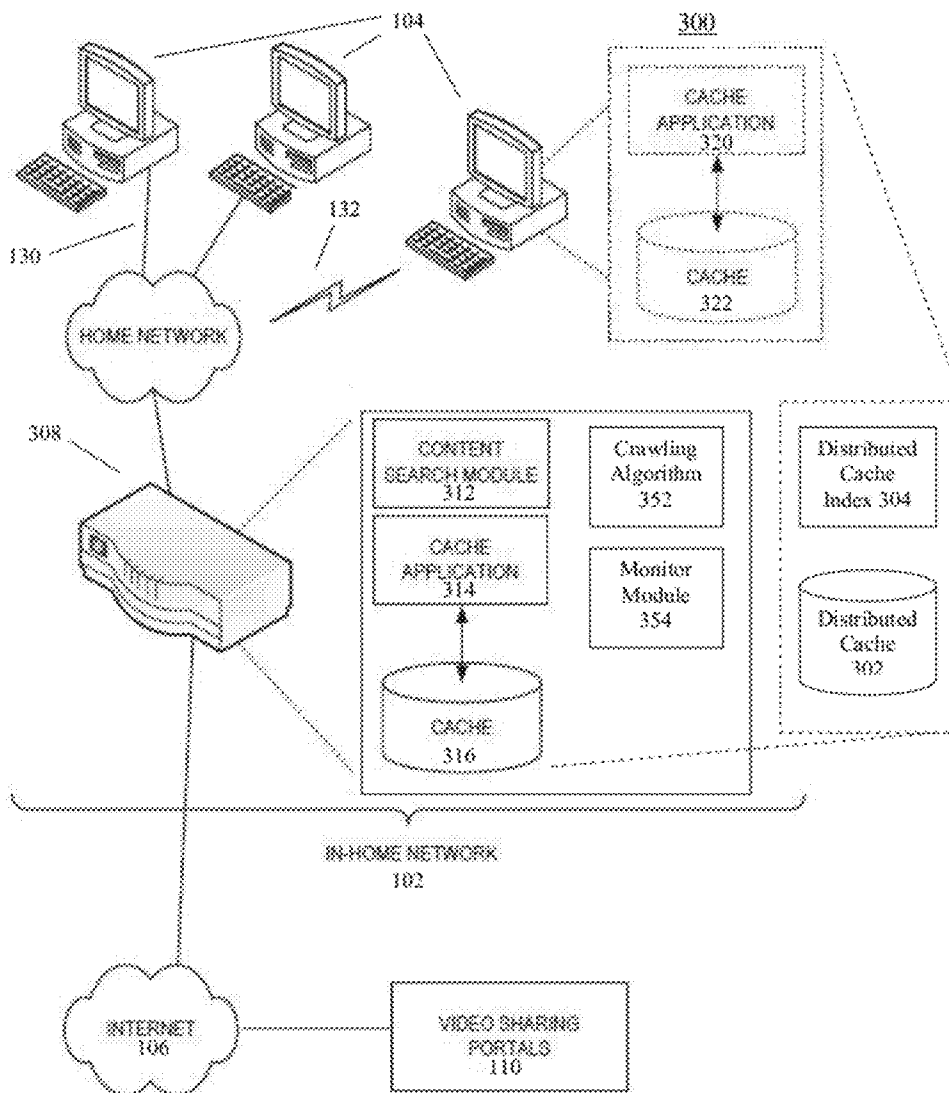 104
300
CACHE
APPLICATION
320
130
132
CACHE
322
HOME NETWORK
308
CONTENT
SEARCH MODULE
312
Crawling
Algorithm
352
Distributed
Cache
Index 304
CACHE
APPLICATION
314
Monitor
Module
354
Distributed
Cache
302
CACHE
316
IN-HOME NETWORK
102
INTERNET
106
VIDEO SHARING
PORTALS
110